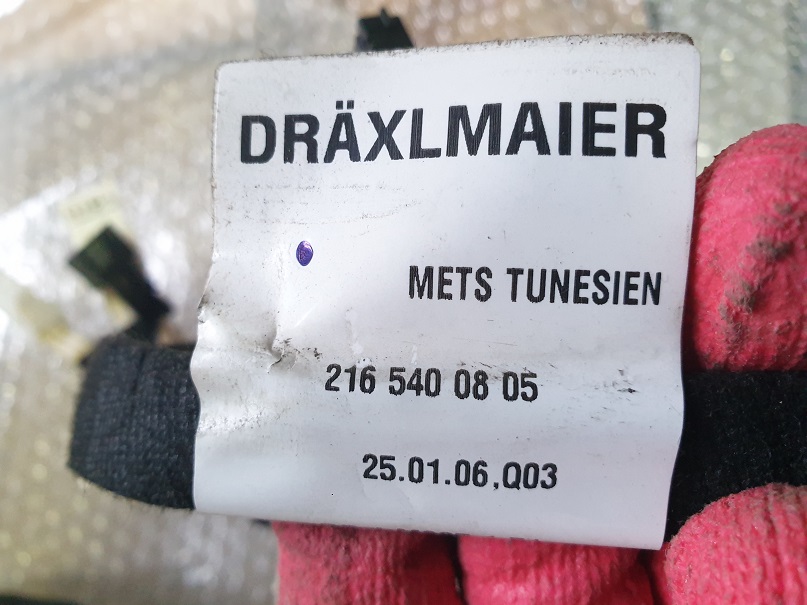 DRÄXLMAIER
METS TUNESIEN
216 540 08 05
25.01.06,Q03